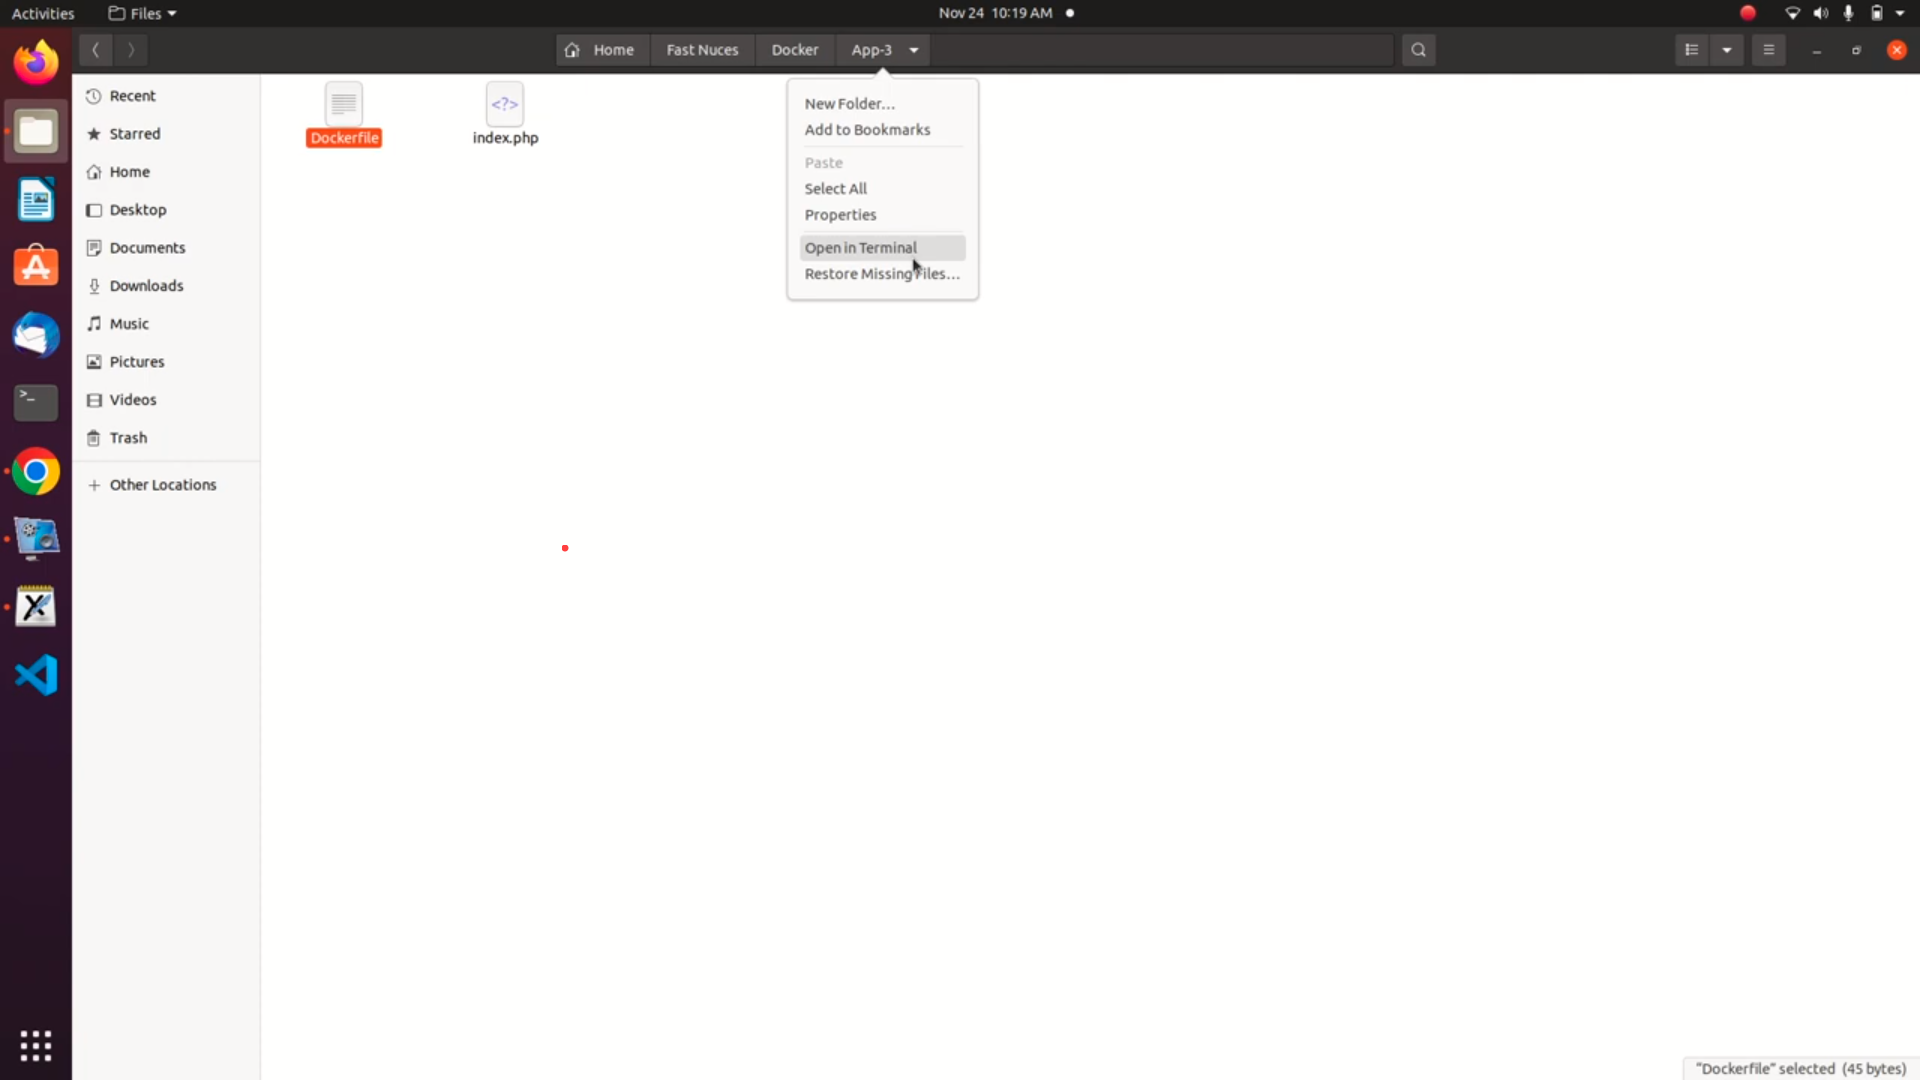 Activities
Files
Nov 24 10:19 AM
Home
Fast Nuces
Docker
App-3
Recent
Starred
Home
Desktop
Documents
Downloads
Music
Pictures
Videos
Trash
Other Locations
Dockerfile
<?>
index.php
New Folder...
Add to Bookmarks
Paste
Select All
Properties
Open in Terminal
Restore Missing Files...
>_
"Dockerfile" selected (45 bytes)